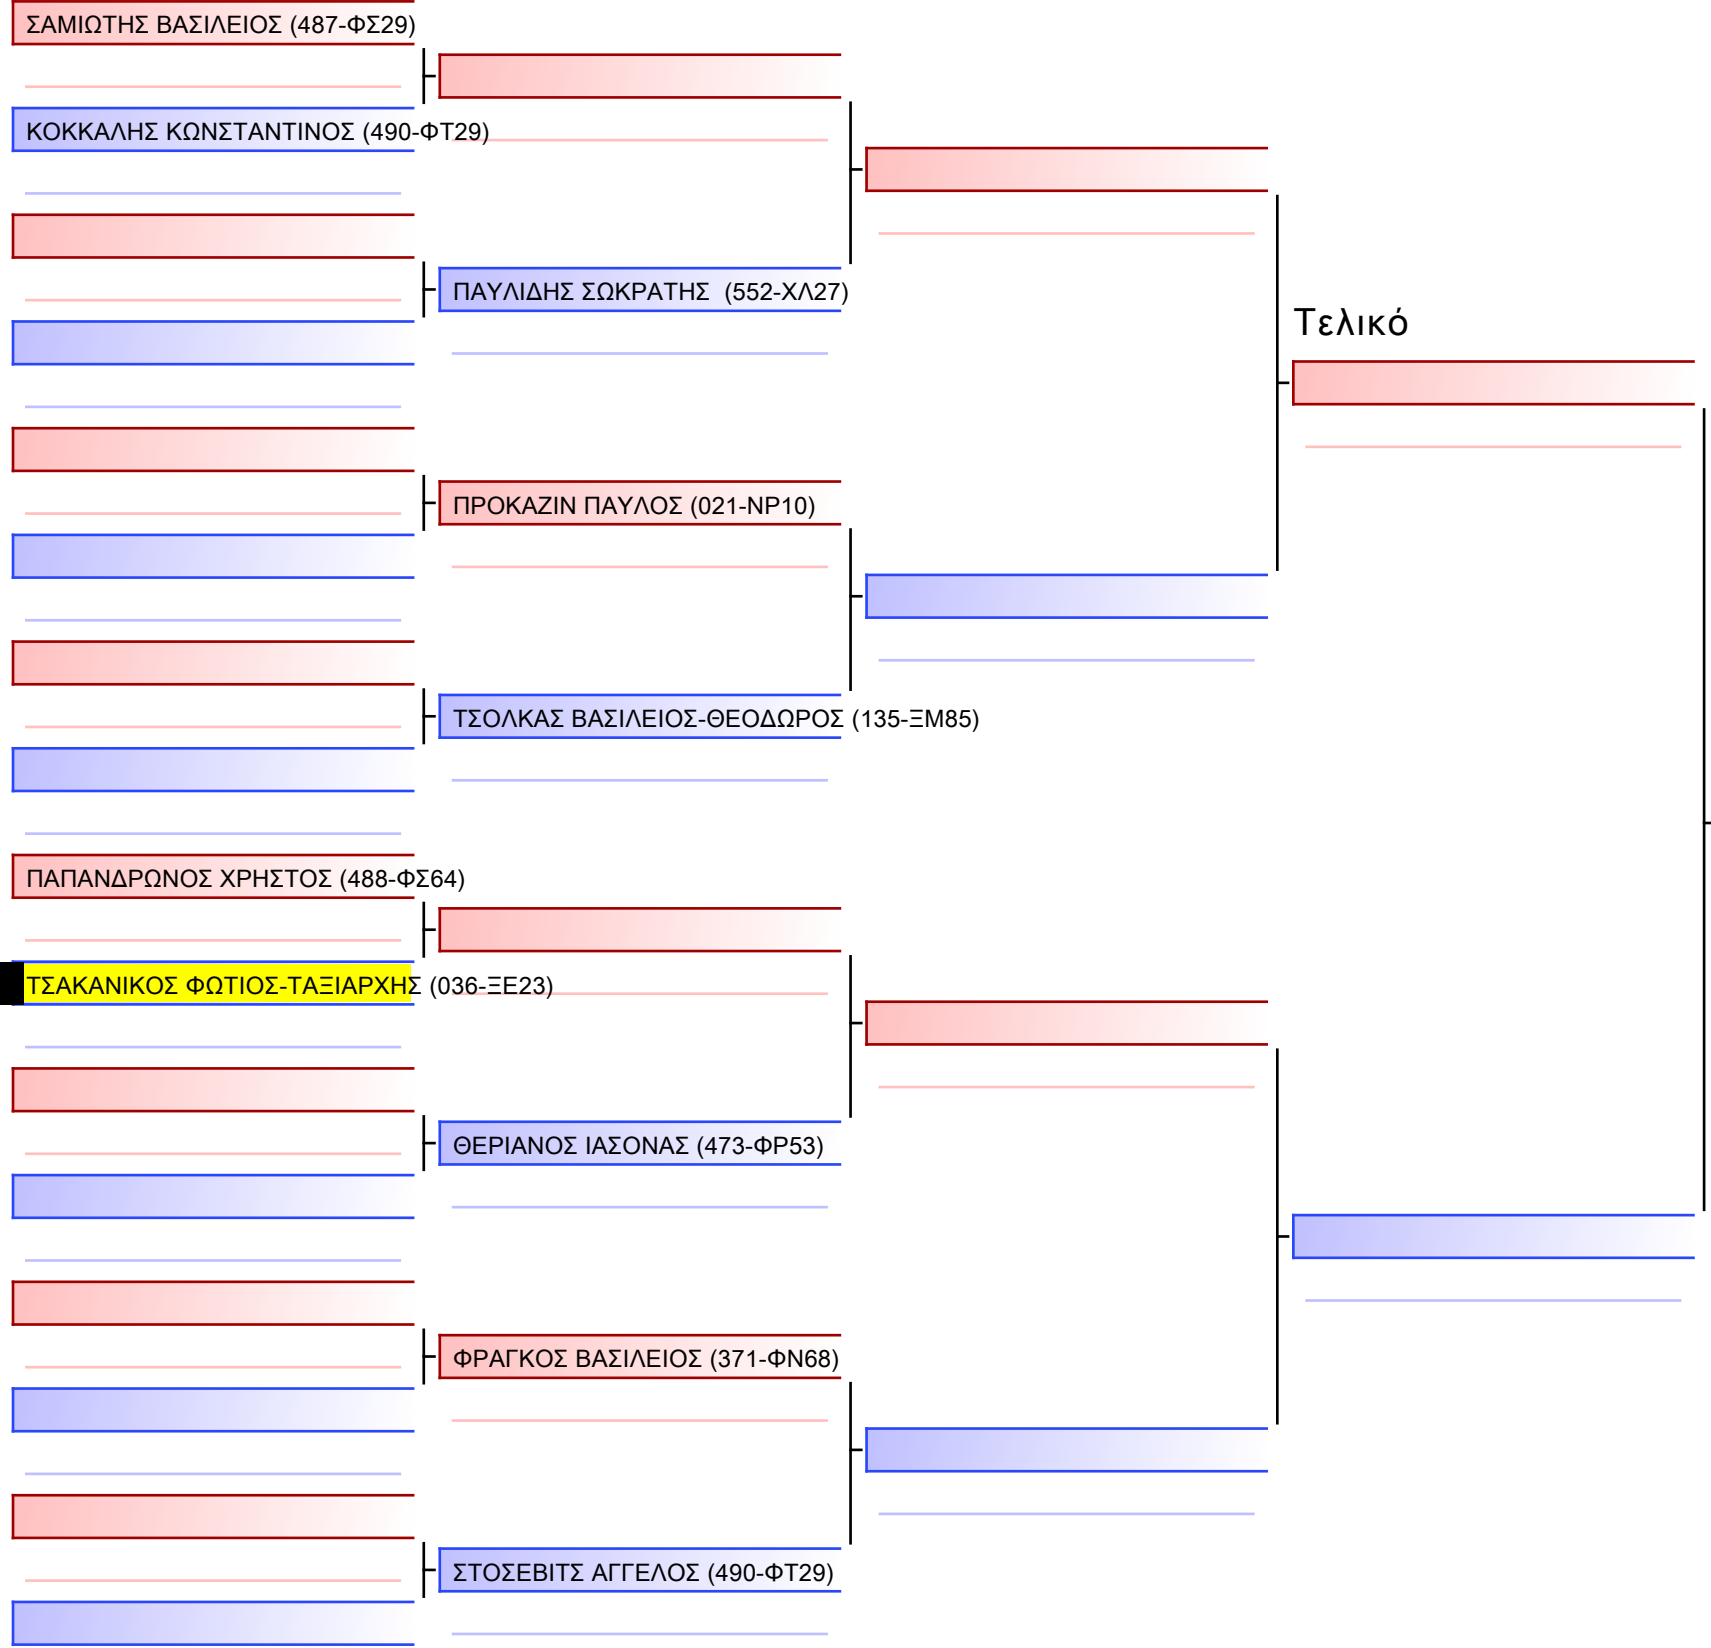 ΣΑΜΙΩΤΗΣ ΒΑΣΙΛΕΙΟΣ (487-ΦΣ29)
ΚΟΚΚΑΛΗΣ ΚΩΝΣΤΑΝΤΙΝΟΣ (490-ΦΤ29)
ΠΑΥΛΙΔΗΣ ΣΩΚΡΑΤΗΣ (552-ΧΛ27)
Τελικό
ΠΡΟΚΑΖΙΝ ΠΑΥΛΟΣ (021-ΝΡ10)
ΤΣΟΛΚΑΣ ΒΑΣΙΛΕΙΟΣ-ΘΕΟΔΩΡΟΣ (135-ΞΜ85)
ΠΑΠΑΝΔΡΩΝΟΣ ΧΡΗΣΤΟΣ (488-ΦΣ64)
ΤΣΑΚΑΝΙΚΟΣ ΦΩΤΙΟΣ-ΤΑΞΙΑΡΧΗΣ (036-ΞΕ23)
ΘΕΡΙΑΝΟΣ ΙΑΣΟΝΑΣ (473-ΦΡ53)
ΦΡΑΓΚΟΣ ΒΑΣΙΛΕΙΟΣ (371-ΦΝ68)
ΣΤΟΣΕΒΙΤΣ ΑΓΓΕΛΟΣ (490-ΦΤ29)